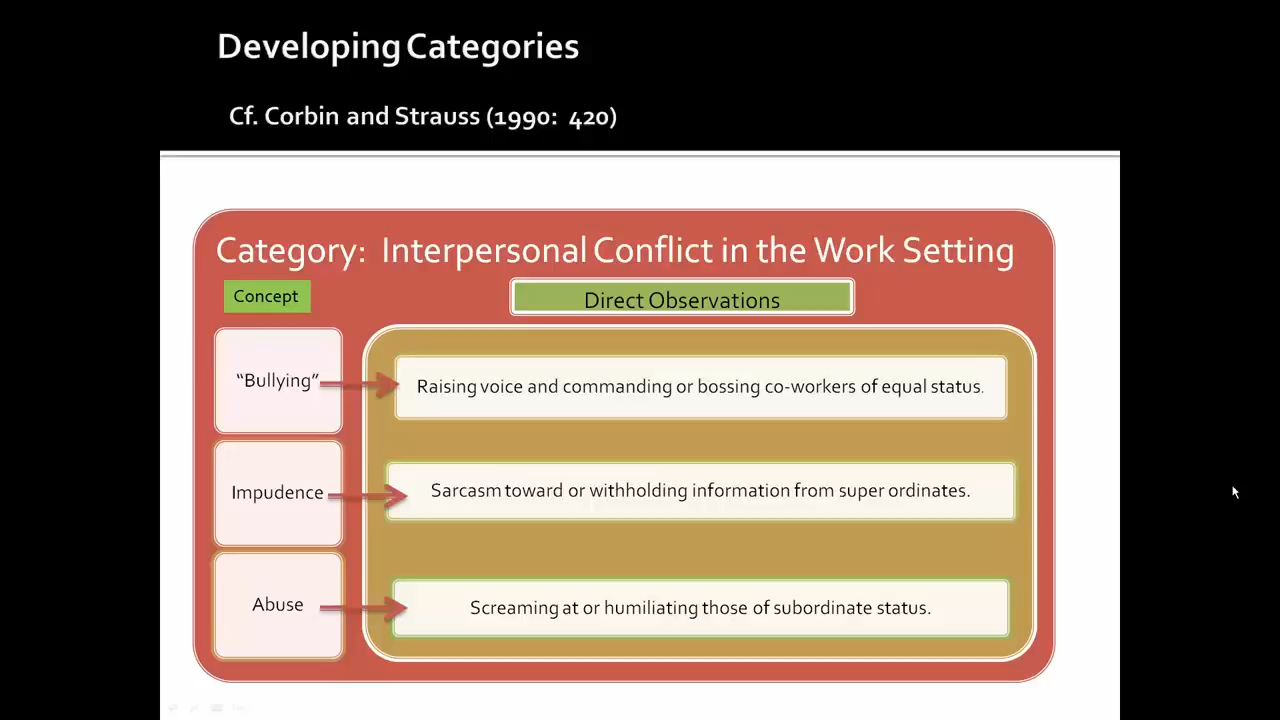 Developing Categories
Cf. Corbin and Strauss (1990: 420)
Category: Interpersonal Conflict in the Work Setting
Concept
Direct Observations
“Bullying”
Raising voice and commanding or bossing co-workers of equal status.
Impudence
Sarcasm toward or withholding information from super ordinates.
Abuse
Screaming at or humiliating those of subordinate status.